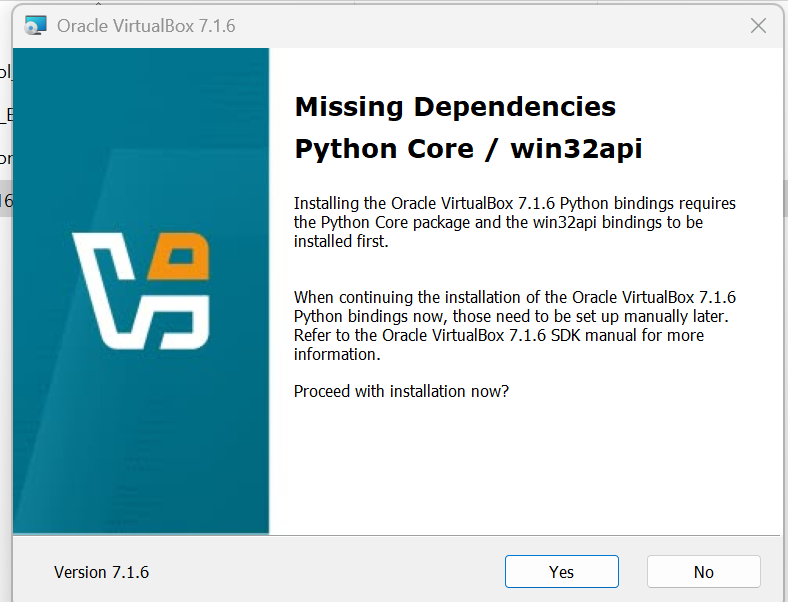 Oracle VirtualBox 7.1.6
Missing Dependencies
Python Core / win32api
Installing the Oracle VirtualBox 7.1.6 Python bindings requires
the Python Core package and the win32api bindings to be
installed first.
When continuing the installation of the Oracle VirtualBox 7.1.6
Python bindings now, those need to be set up manually later.
Refer to the Oracle VirtualBox 7.1.6 SDK manual for more
information.
Proceed with installation now?
Version 7.1.6
Yes
No